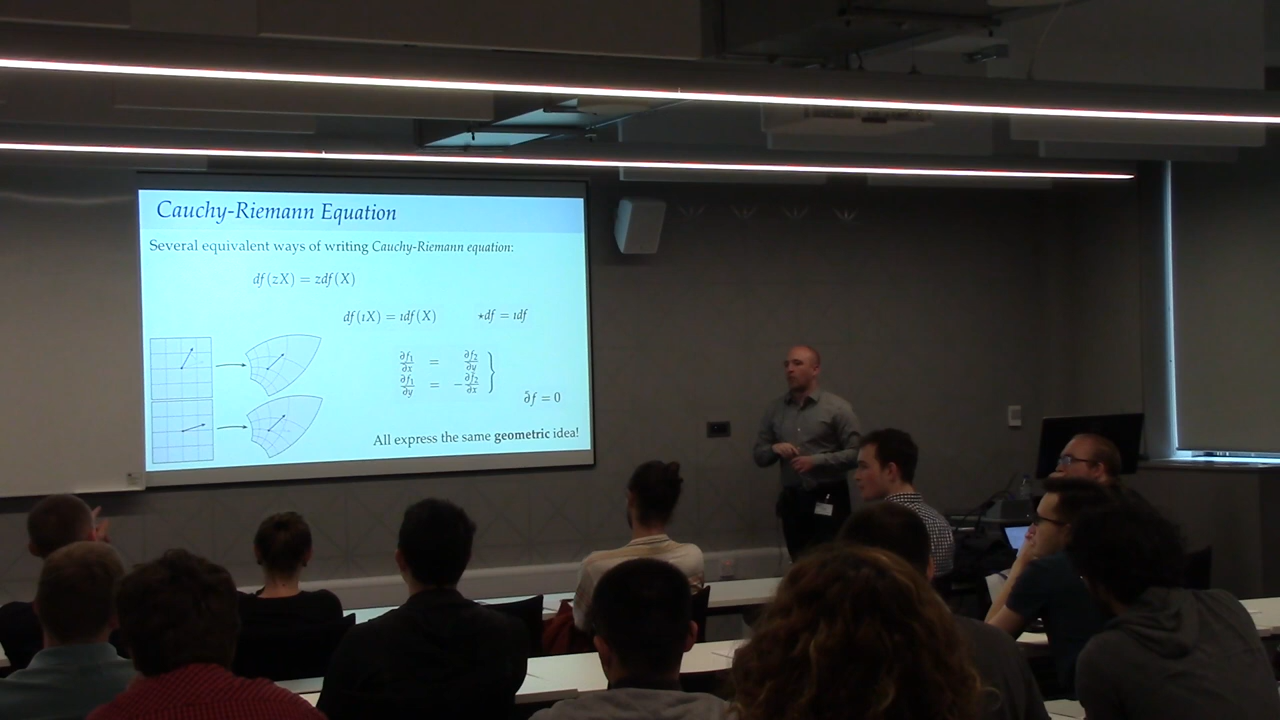 Cauchy-Riemann Equation
Several equivalent ways of writing Cauchy-Riemann equation:
df(zX) = zdf(X)
df(ıX) = ıdf(X) ⋆df = ıdf
∂f₁/∂x = ∂f₂/∂y
∂f₁/∂y = −∂f₂/∂x
∂̄f = 0
All express the same geometric idea!